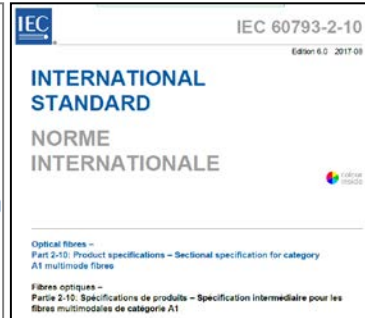 IEC
IEC 60793-2-10
Edition 6.0 2017-08
INTERNATIONAL
STANDARD
NORME
INTERNATIONALE
colour
inside
Optical fibres –
Part 2-10: Product specifications – Sectional specification for category
A1 multimode fibres
Fibres optiques –
Partie 2-10: Spécifications de produits – Spécification intermédiaire pour les
fibres multimodales de catégorie A1